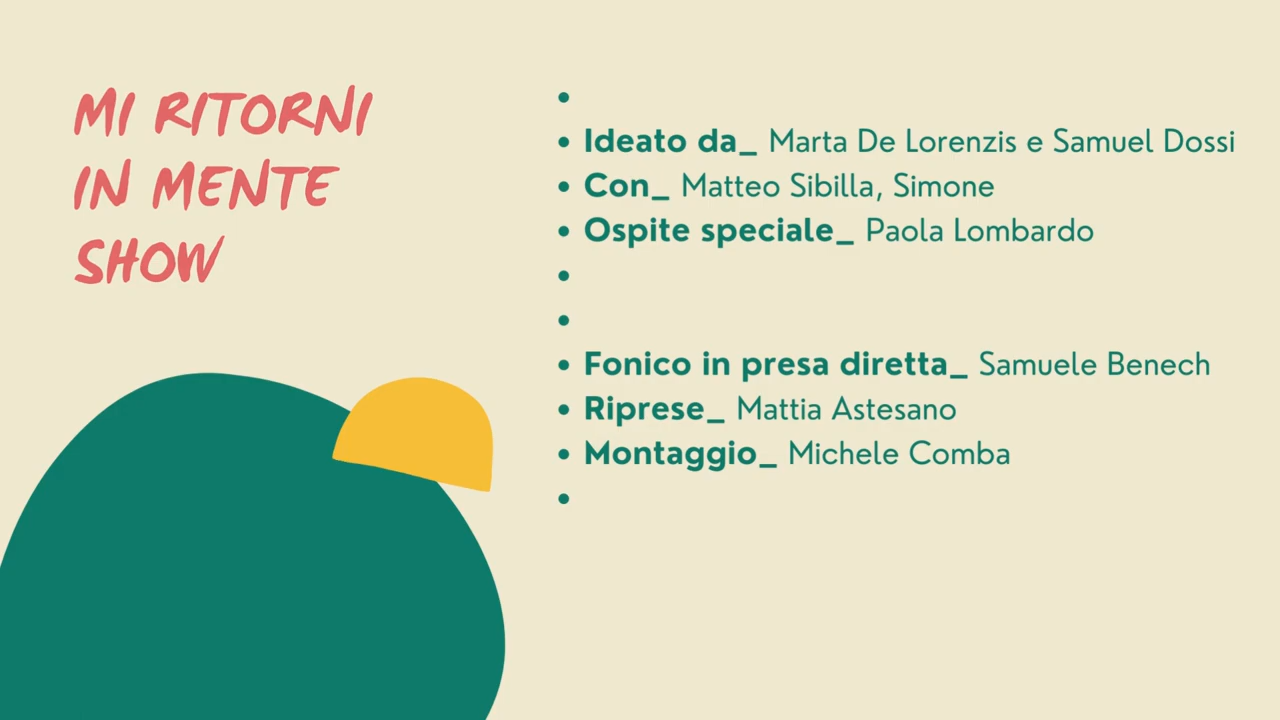 MI RITORNI
IN MENTE
SHOW
•
• Ideato da_ Marta De Lorenzis e Samuel Dossi
• Con_ Matteo Sibilla, Simone
• Ospite speciale_ Paola Lombardo
•
•
• Fonico in presa diretta_ Samuele Benech
• Riprese_ Mattia Astesano
• Montaggio_ Michele Comba
•